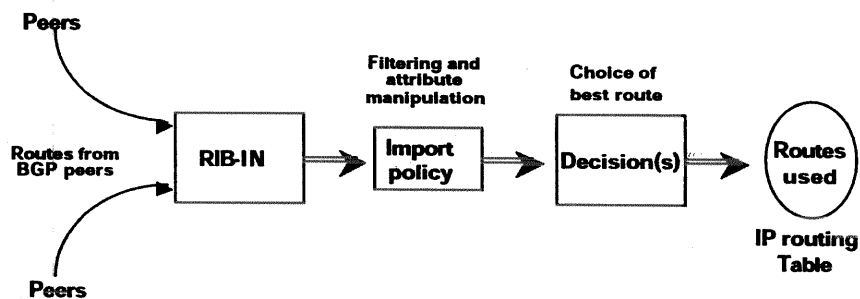 Peers
Routes from
BGP peers
Peers
RIB-IN
Filtering and
attribute
manipulation
Import
policy
Choice of
best route
Decision(s)
Routes
used
IP routing
Table